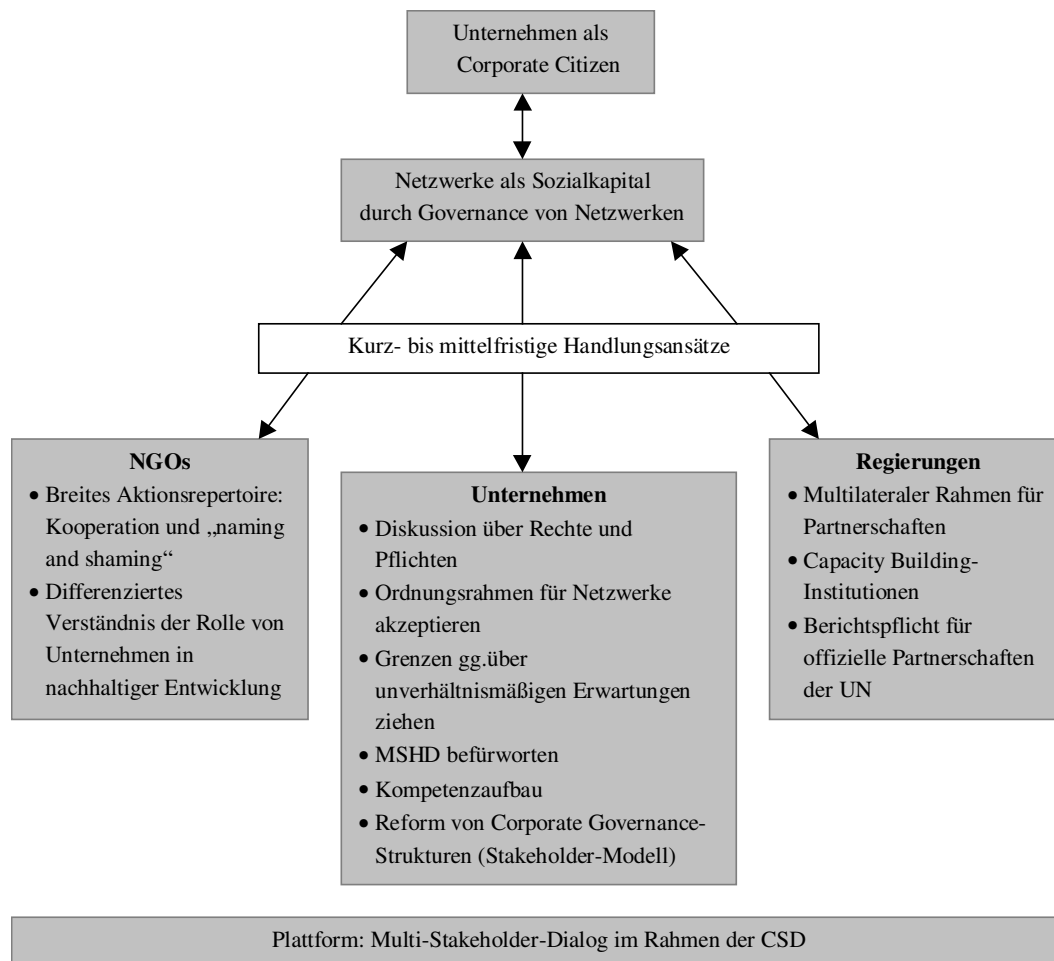 Unternehmen als
Corporate Citizen
Netzwerke als Sozialkapital
durch Governance von Netzwerken
Kurz- bis mittelfristige Handlungsansätze
NGOs
• Breites Aktionsrepertoire:
Kooperation und „naming
and shaming“
• Differenziertes
Verständnis der Rolle von
Unternehmen in
nachhaltiger Entwicklung
Unternehmen
• Diskussion über Rechte und
Pflichten
• Ordnungsrahmen für Netzwerke
akzeptieren
• Grenzen gg.über
unverhältnismäßigen Erwartungen
ziehen
• MSHD befürworten
• Kompetenzaufbau
• Reform von Corporate Governance-
Strukturen (Stakeholder-Modell)
Regierungen
• Multilateraler Rahmen für
Partnerschaften
• Capacity Building-
Institutionen
• Berichtspflicht für
offizielle Partnerschaften
der UN
Plattform: Multi-Stakeholder-Dialog im Rahmen der CSD